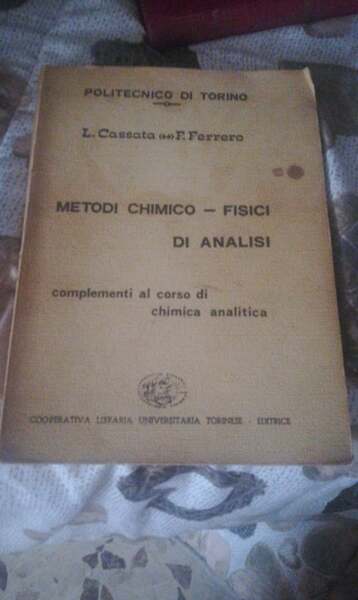 POLITECNICO DI TORINO
L. Cassata (••) F. Ferrero
METODI CHIMICO — FISICI
DI ANALISI
complementi al corso di
chimica analitica
COOPERATIVA LIBRARIA UNIVERSITARIA TORINESE - EDITRICE